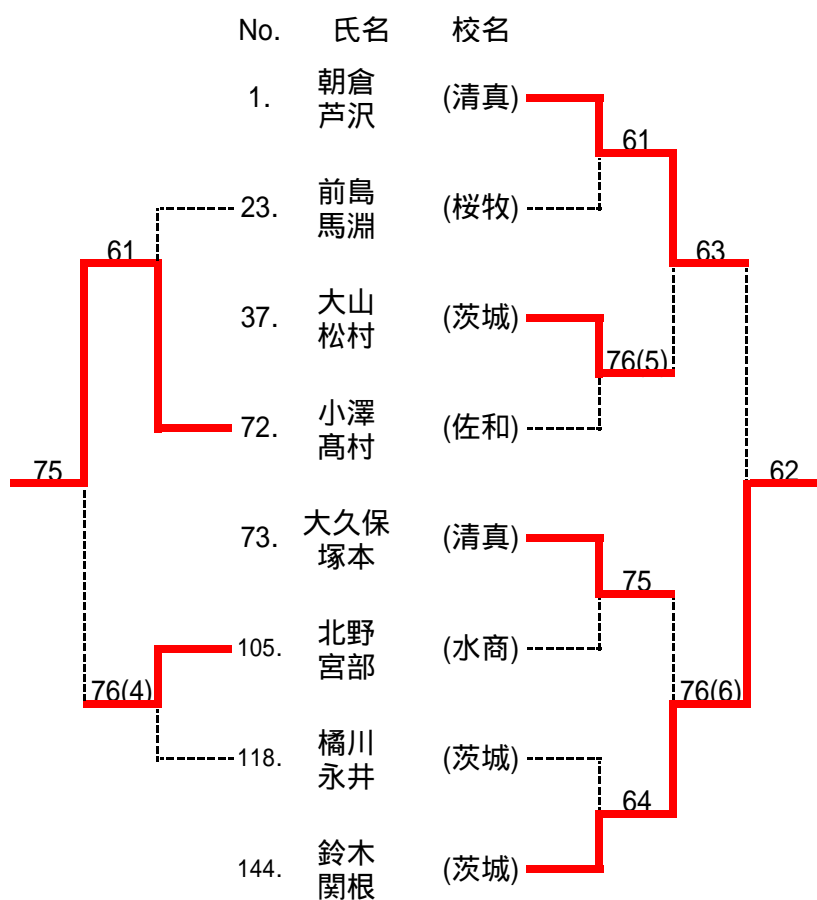 No. 氏名 校名
朝倉
1. (清真)
芦沢
61
前島
23. (桜牧)
馬淵
61 63
大山
37. (茨城)
松村
76(5)
小澤
72. (佐和)
髙村
75 62
大久保
73. (清真)
塚本
75
北野
105. (水商)
宮部
76(4) 76(6)
橘川
118. (茨城)
永井
64
鈴木
144. (茨城)
関根